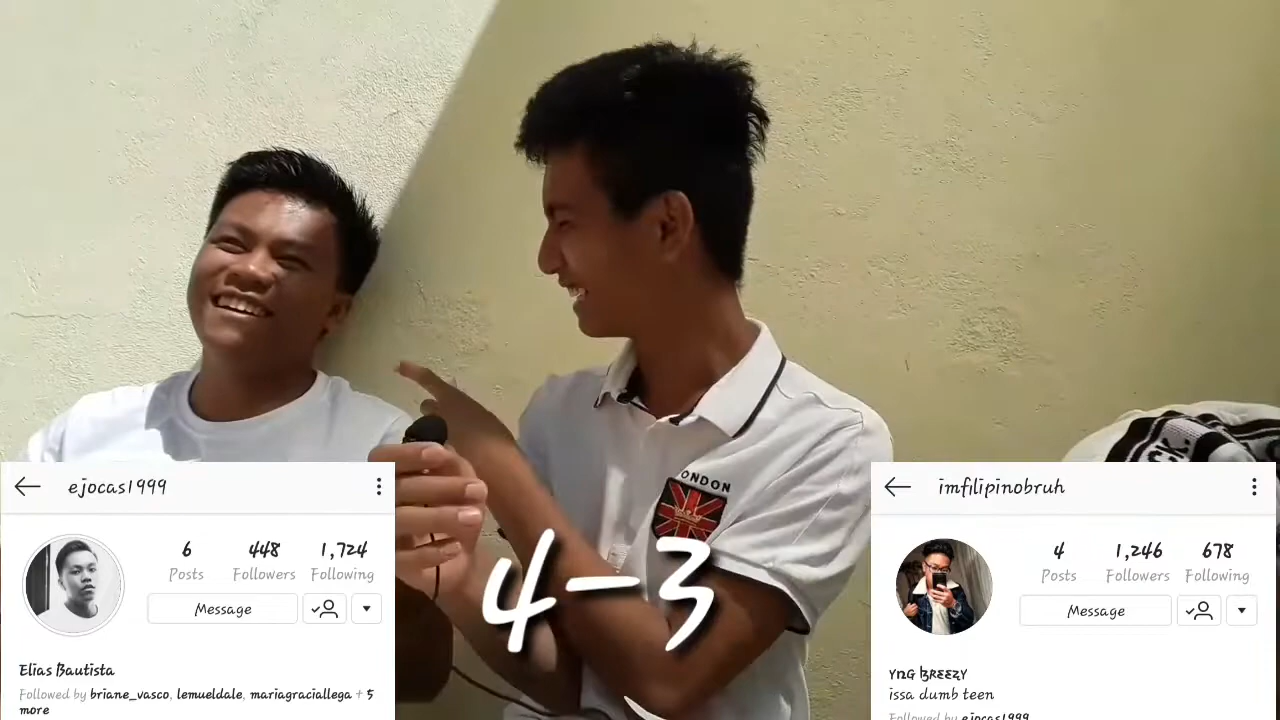 ejocas1999
6 448 1,724
Posts Followers Following
Message
Elias Bautista
Followed by briane_vasco, lemueldale, mariagraciallega + 5
more
ONDON
4-3
imfilipinobruh
4 1,246 678
Posts Followers Following
Message
YNG BREEZY
issa dumb teen
Followed by ejocas1999